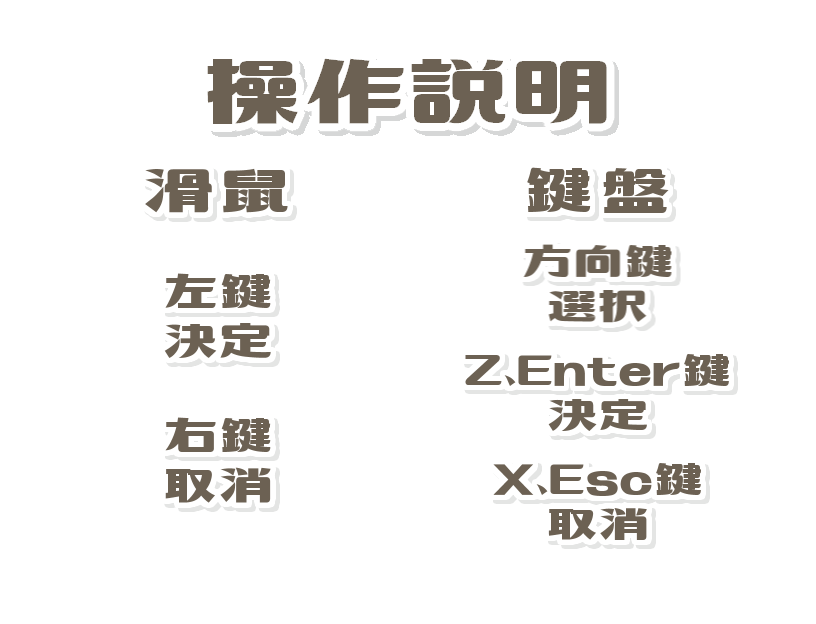 操作説明
滑鼠
左鍵
決定
右鍵
取消
鍵盤
方向鍵
選択
Z、Enter鍵
決定
X、Esc鍵
取消